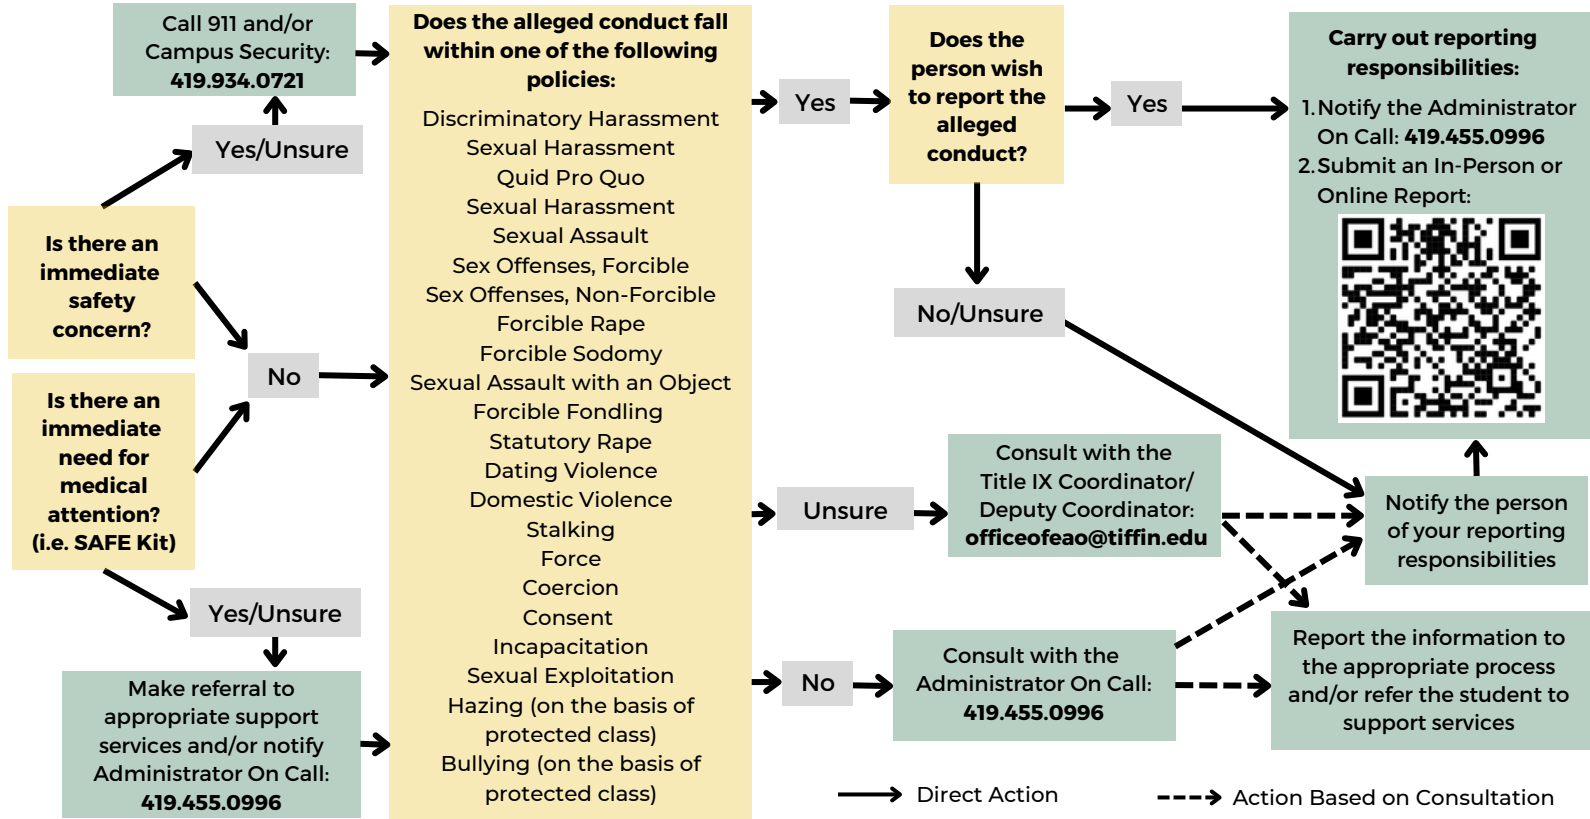 Call 911 and/or
Campus Security:
419.934.0721
Yes/Unsure
Is there an
immediate
safety
concern?
No
Is there an
immediate
need for
medical
attention?
(i.e. SAFE Kit)
Yes/Unsure
Make referral to
appropriate support
services and/or notify
Administrator On Call:
419.455.0996
Does the alleged conduct fall
within one of the following
policies:
Discriminatory Harassment
Sexual Harassment
Quid Pro Quo
Sexual Harassment
Sexual Assault
Sex Offenses, Forcible
Sex Offenses, Non-Forcible
Forcible Rape
Forcible Sodomy
Sexual Assault with an Object
Forcible Fondling
Statutory Rape
Dating Violence
Domestic Violence
Stalking
Force
Coercion
Consent
Incapacitation
Sexual Exploitation
Hazing (on the basis of
protected class)
Bullying (on the basis of
protected class)
Yes
Does the
person wish
to report the
alleged
conduct?
Yes
No/Unsure
Carry out reporting
responsibilities:
1. Notify the Administrator
On Call: 419.455.0996
2. Submit an In-Person or
Online Report:
Unsure
Consult with the
Title IX Coordinator/
Deputy Coordinator:
officeofeao@tiffin.edu
Notify the person
of your reporting
responsibilities
No
Consult with the
Administrator On Call:
419.455.0996
Report the information to
the appropriate process
and/or refer the student to
support services
Direct Action
Action Based on Consultation